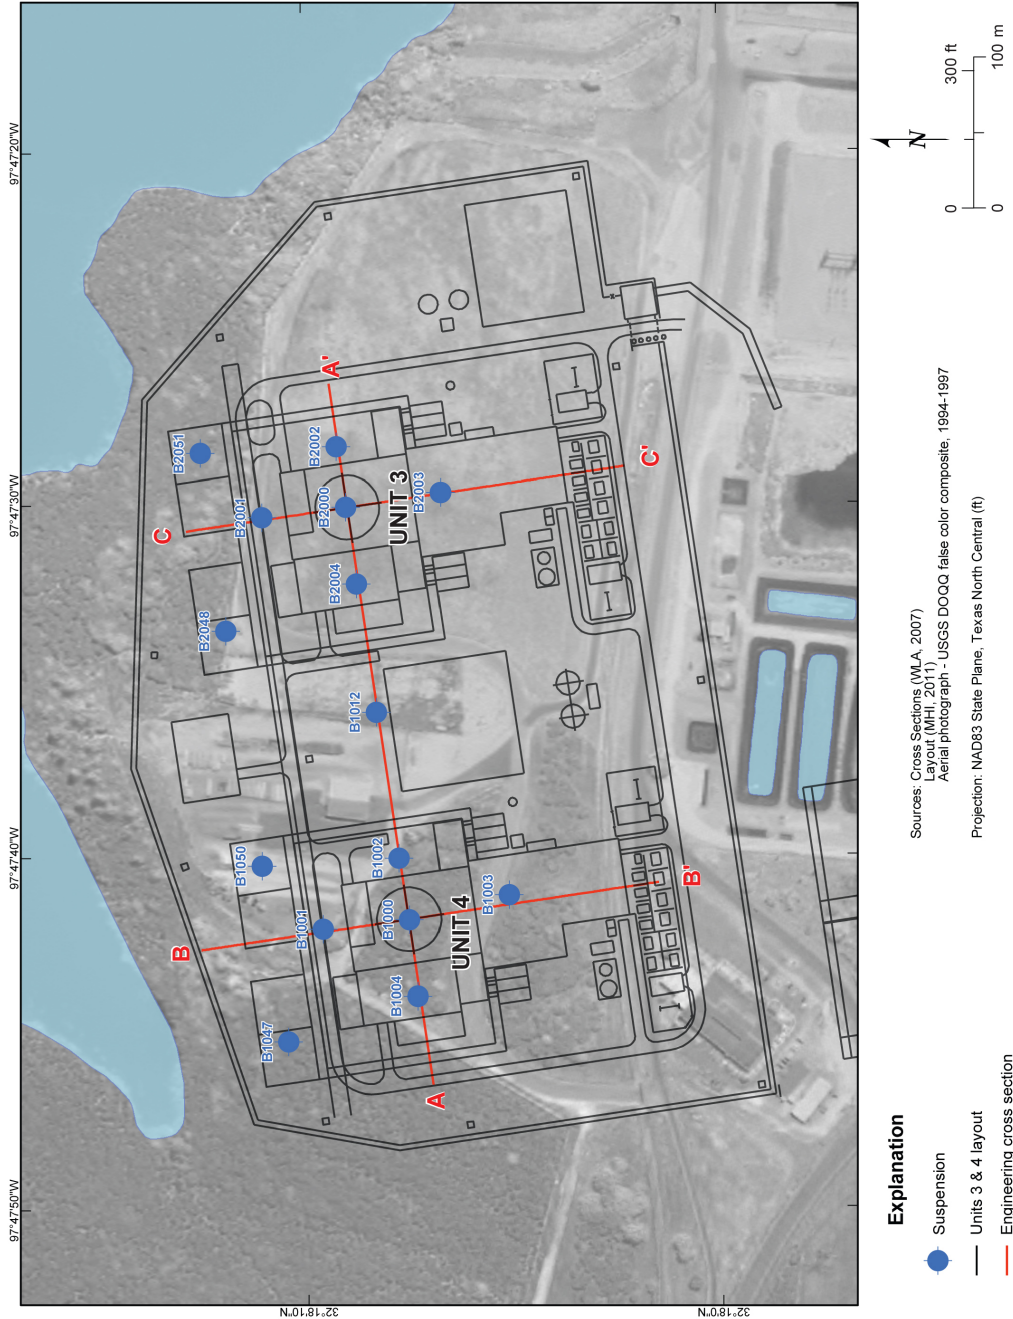 97°47'50"W
97°47'40"W
97°47'30"W
97°47'20"W
32°18'10"N
32°18'0"N
B1047
B1050
B2048
B2051
B
C
B1001
B2001
B1004
B1000
B1002
B1012
B2004
B2000
B2002
A
A'
UNIT 4
UNIT 3
B1003
B2003
B'
C'
Explanation
Suspension
Units 3 & 4 layout
Engineering cross section
Sources: Cross Sections (WLA, 2007)
Layout (MHI, 2011)
Aerial photograph - USGS DOQQ false color composite, 1994-1997
Projection: NAD83 State Plane, Texas North Central (ft)
N
0 300 ft
0 100 m